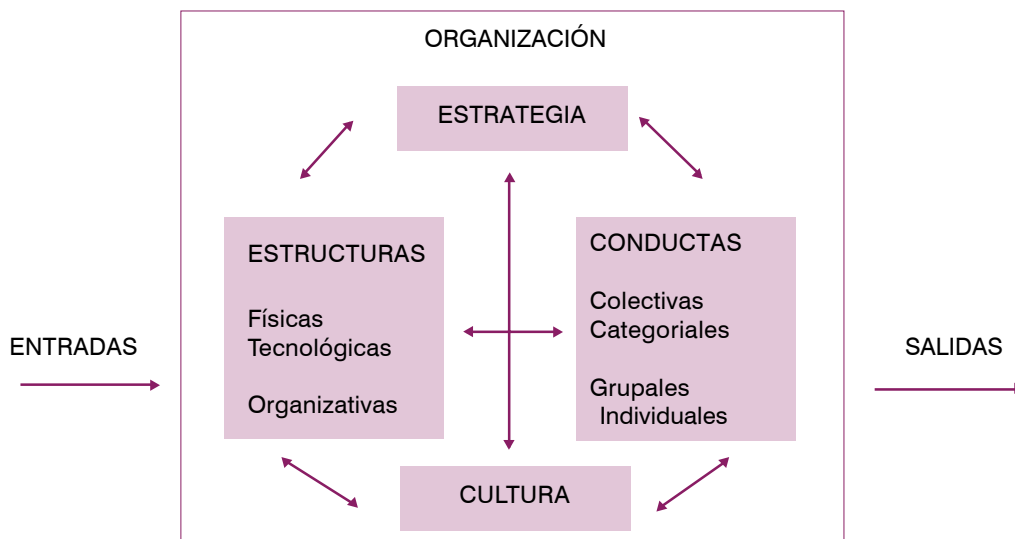 ORGANIZACIÓN
ESTRATEGIA
ESTRUCTURAS
Físicas
Tecnológicas
Organizativas
CONDUCTAS
Colectivas
Categoriales
Grupales
Individuales
ENTRADAS
SALIDAS
CULTURA